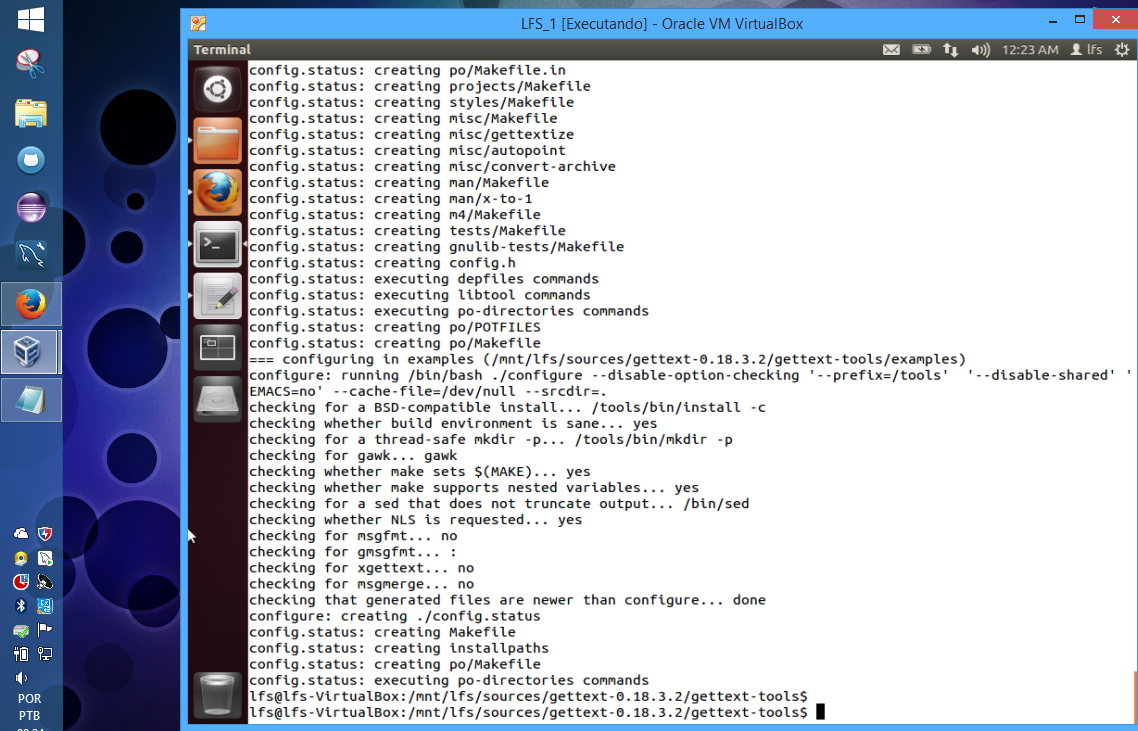 LFS_1 [Executando] - Oracle VM VirtualBox
Terminal
12:23 AM
lfs
config.status: creating po/Makefile.in
config.status: creating projects/Makefile
config.status: creating styles/Makefile
config.status: creating misc/Makefile
config.status: creating misc/gettextize
config.status: creating misc/autopoint
config.status: creating misc/convert-archive
config.status: creating man/Makefile
config.status: creating man/x-to-1
config.status: creating m4/Makefile
config.status: creating tests/Makefile
config.status: creating gnulib-tests/Makefile
config.status: creating config.h
config.status: executing depfiles commands
config.status: executing libtool commands
config.status: executing po-directories commands
config.status: creating po/POTFILES
config.status: creating po/Makefile
=== configuring in examples (/mnt/lfs/sources/gettext-0.18.3.2/gettext-tools/examples)
configure: running /bin/bash ./configure --disable-option-checking '--prefix=/tools'  '--disable-shared' '
EMACS=no' --cache-file=/dev/null --srcdir=.
checking for a BSD-compatible install... /tools/bin/install -c
checking whether build environment is sane... yes
checking for a thread-safe mkdir -p... /tools/bin/mkdir -p
checking for gawk... gawk
checking whether make sets $(MAKE)... yes
checking whether make supports nested variables... yes
checking for a sed that does not truncate output... /bin/sed
checking whether NLS is requested... yes
checking for msgfmt... no
checking for gmsgfmt... :
checking for xgettext... no
checking for msgmerge... no
checking that generated files are newer than configure... done
configure: creating ./config.status
config.status: creating Makefile
config.status: creating installpaths
config.status: creating po/Makefile
config.status: executing po-directories commands
lfs@lfs-VirtualBox:/mnt/lfs/sources/gettext-0.18.3.2/gettext-tools$
lfs@lfs-VirtualBox:/mnt/lfs/sources/gettext-0.18.3.2/gettext-tools$
POR
PTB